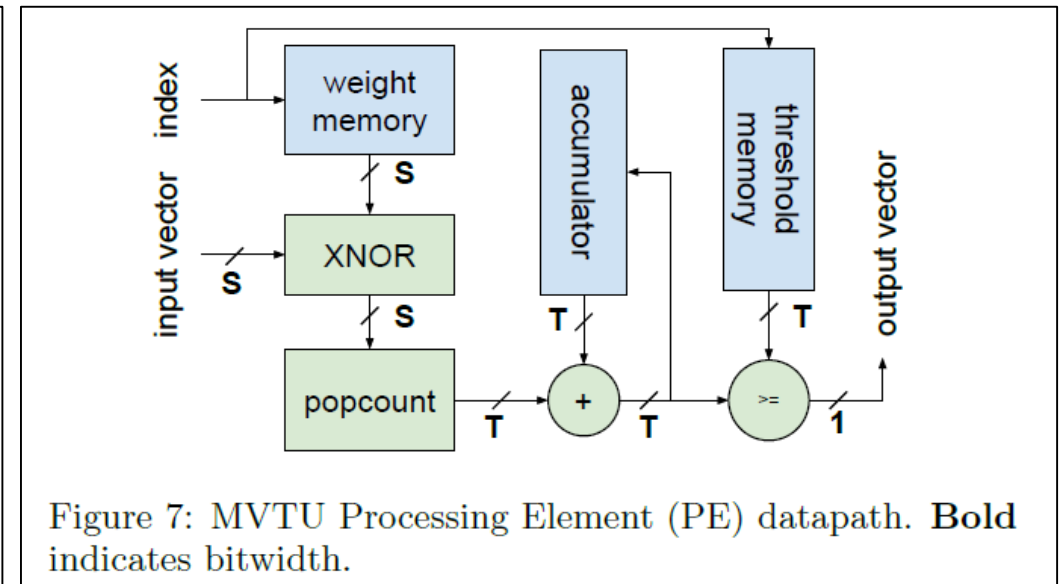 index
weight
memory
accumulator
threshold
memory
S
input vector
S
XNOR
S
T
T
output vector
popcount
T
+
T
>=
1
Figure 7: MVTU Processing Element (PE) datapath. Bold
indicates bitwidth.